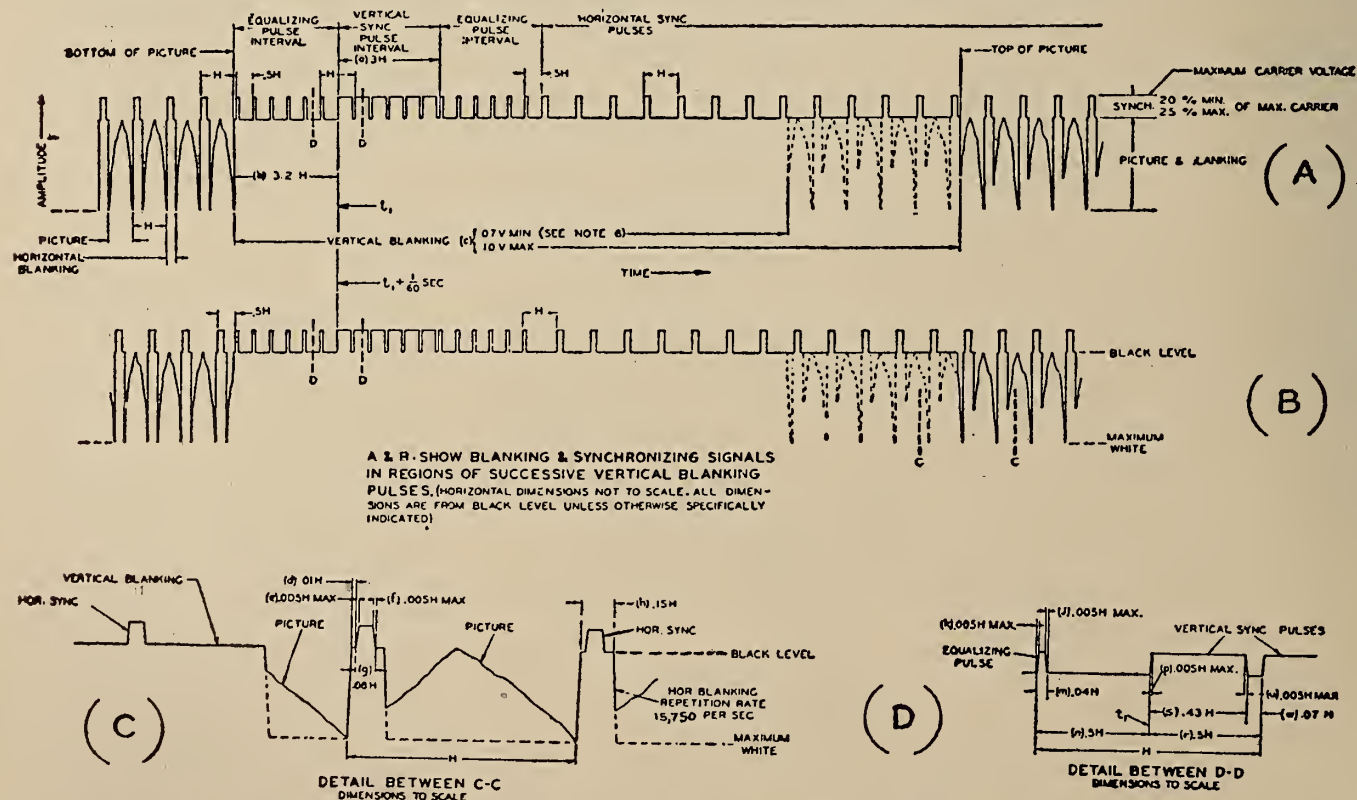 EQUALIZING
PULSE
INTERVAL
VERTICAL
SYNC
PULSE
INTERVAL
(a) 3H
EQUALIZING
PULSE
INTERVAL
HORIZONTAL SYNC
PULSES
BOTTOM OF PICTURE
TOP OF PICTURE
H
.5H
H
.5H
H
MAXIMUM CARRIER VOLTAGE
SYNCH.
20 % MIN.
25 % MAX.
OF MAX. CARRIER
AMPLITUDE
D
D
PICTURE & BLANKING
(A)
(b) 3.2 H
t₁
PICTURE
H
HORIZONTAL
BLANKING
VERTICAL BLANKING (c)
.07V MIN (SEE NOTE 6)
1.0 V MAX
TIME
t₁ + 1/60 SEC
.5H
H
D
D
BLACK LEVEL
(B)
MAXIMUM
WHITE
C
C
A & B. SHOW BLANKING & SYNCHRONIZING SIGNALS
IN REGIONS OF SUCCESSIVE VERTICAL BLANKING
PULSES. (HORIZONTAL DIMENSIONS NOT TO SCALE. ALL DIMEN-
SIONS ARE FROM BLACK LEVEL UNLESS OTHERWISE SPECIFICALLY
INDICATED)
VERTICAL BLANKING
HOR. SYNC
PICTURE
(d) .01H
(e) .005H MAX
(f) .005H MAX
(g)
.08 H
PICTURE
(h) .15H
HOR. SYNC
BLACK LEVEL
HOR BLANKING
REPETITION RATE
15,750 PER SEC
MAXIMUM
WHITE
H
(C)
DETAIL BETWEEN C-C
DIMENSIONS TO SCALE
(k) .005H MAX.
(j) .005H MAX.
EQUALIZING
PULSE
VERTICAL SYNC PULSES
(p) .005H MAX.
(m) .04H
(u) .005H MAX
t₁
(s) .43 H
.07 H
(n) .5H
(r) .5H
H
(D)
DETAIL BETWEEN D-D
DIMENSIONS TO SCALE